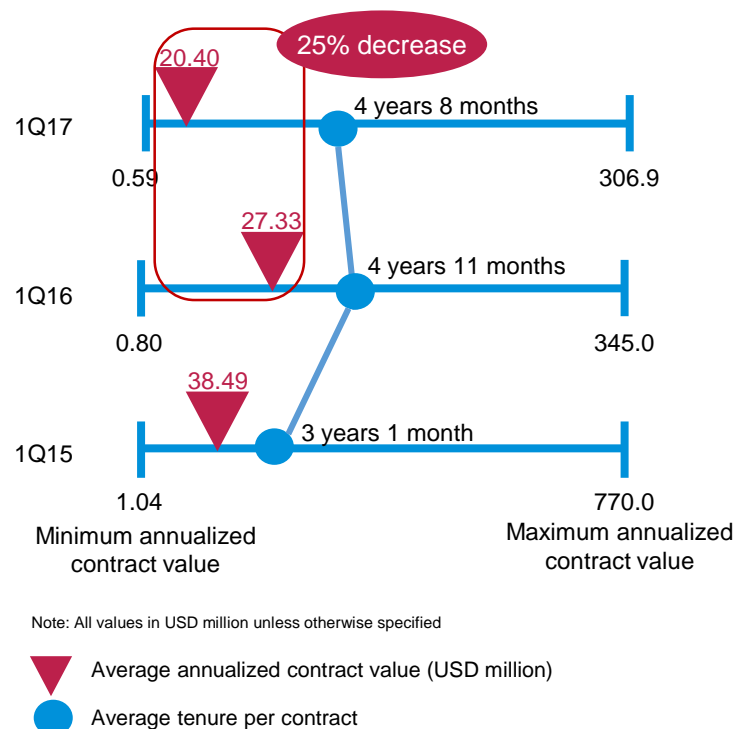 25% decrease
20.40
4 years 8 months
1Q17
0.59
306.9
27.33
4 years 11 months
1Q16
0.80
345.0
38.49
3 years 1 month
1Q15
1.04
770.0
Minimum annualized
contract value
Maximum annualized
contract value
Note: All values in USD million unless otherwise specified
Average annualized contract value (USD million)
Average tenure per contract